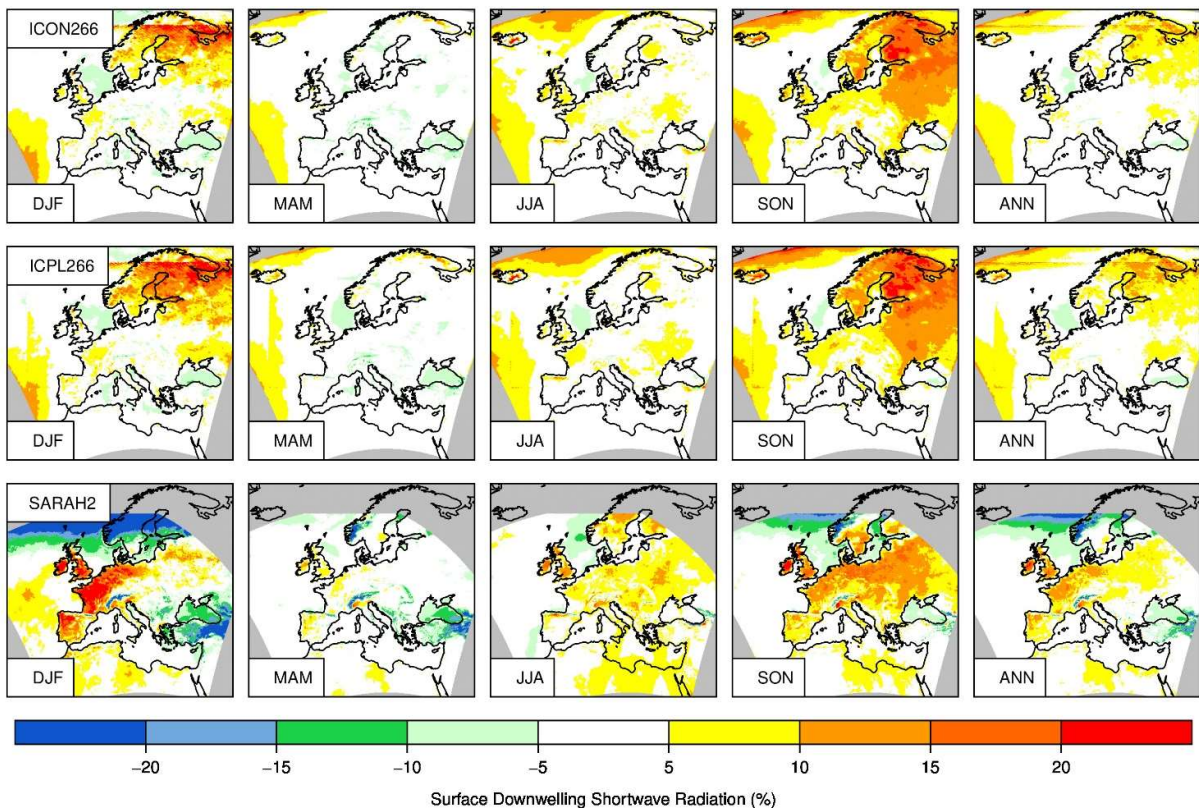 ICON266
DJF
MAM
JJA
SON
ANN
ICPL266
DJF
MAM
JJA
SON
ANN
SARAH2
DJF
MAM
JJA
SON
ANN
−20 −15 −10 −5 5 10 15 20
Surface Downwelling Shortwave Radiation (%)